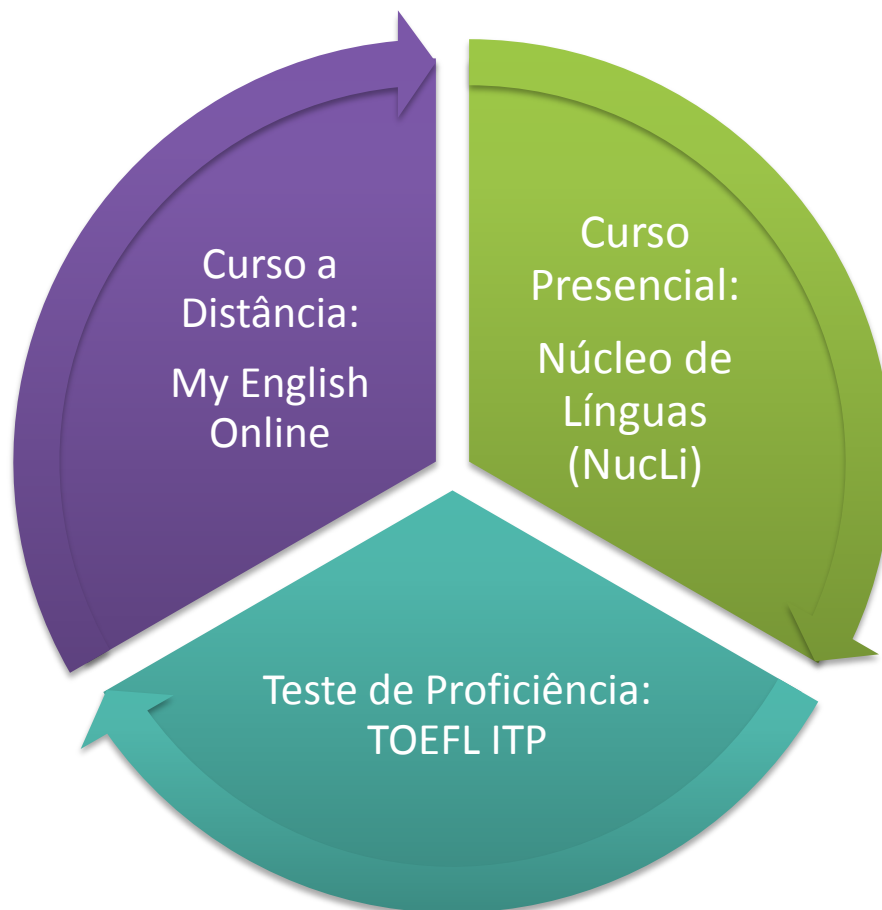 Curso a
Distância:
My English
Online
Curso
Presencial:
Núcleo de
Línguas
(NucLi)
Teste de Proficiência:
TOEFL ITP